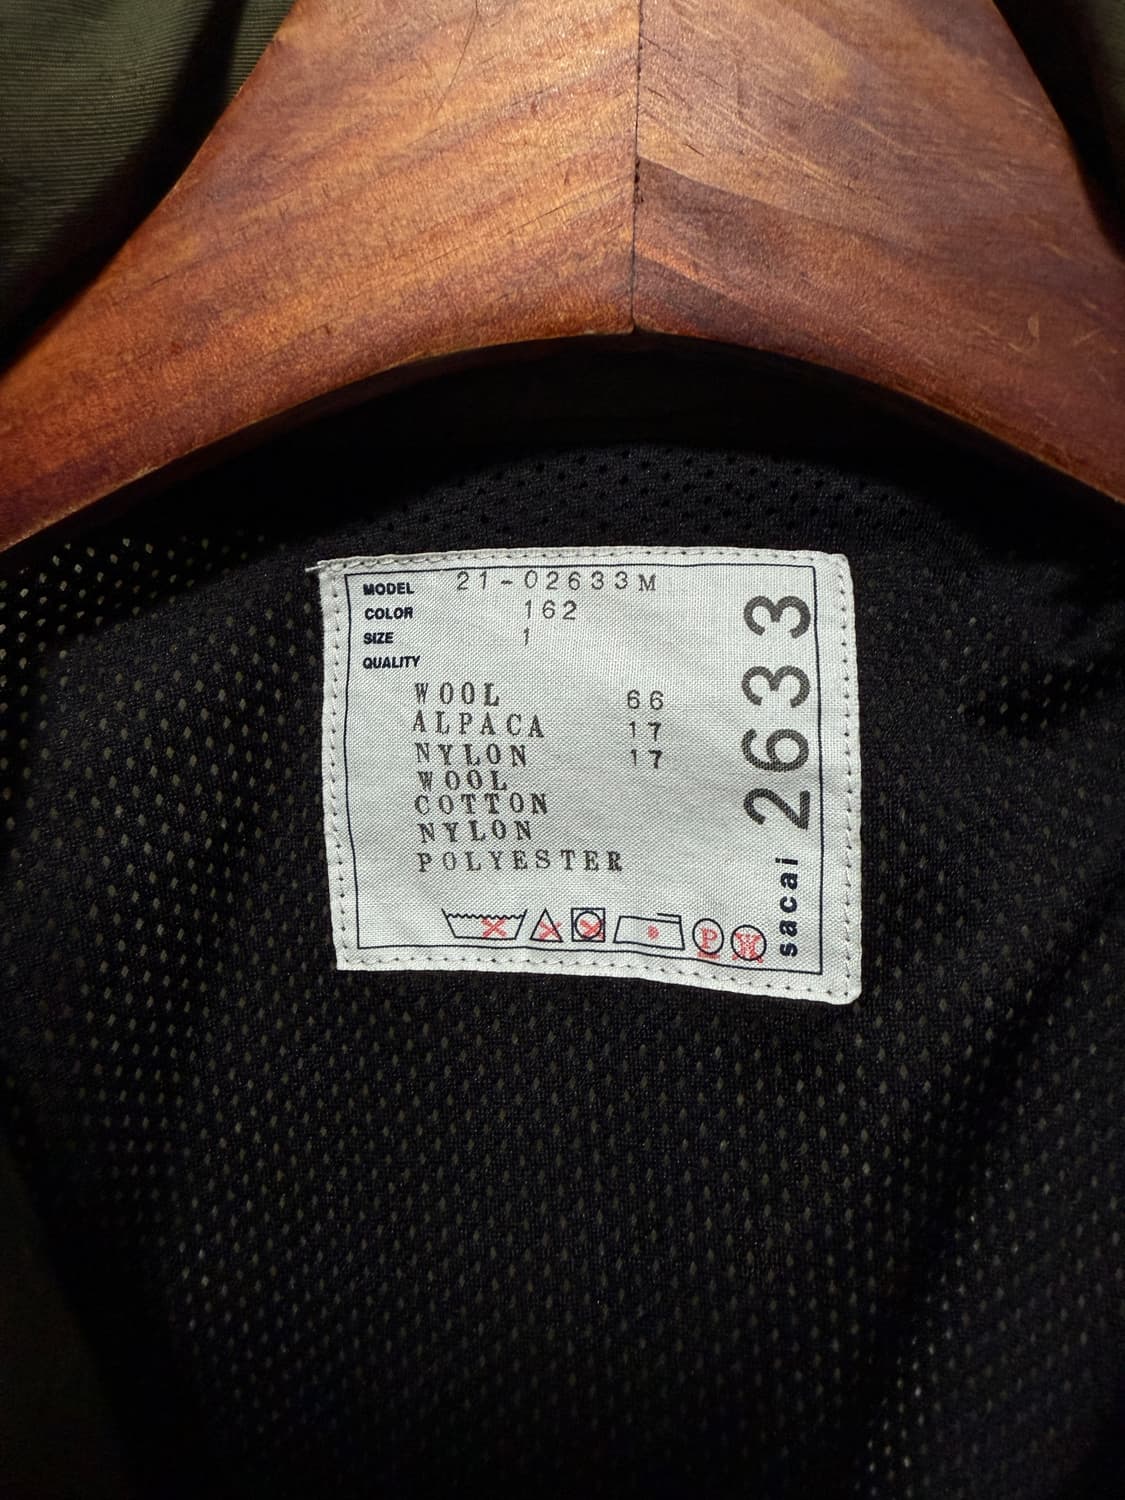 MODEL 21-02633M
COLOR 162
SIZE 1
QUALITY
WOOL 66
ALPACA 17
NYLON 17
WOOL
COTTON
NYLON
POLYESTER
P
W
sacai 2633